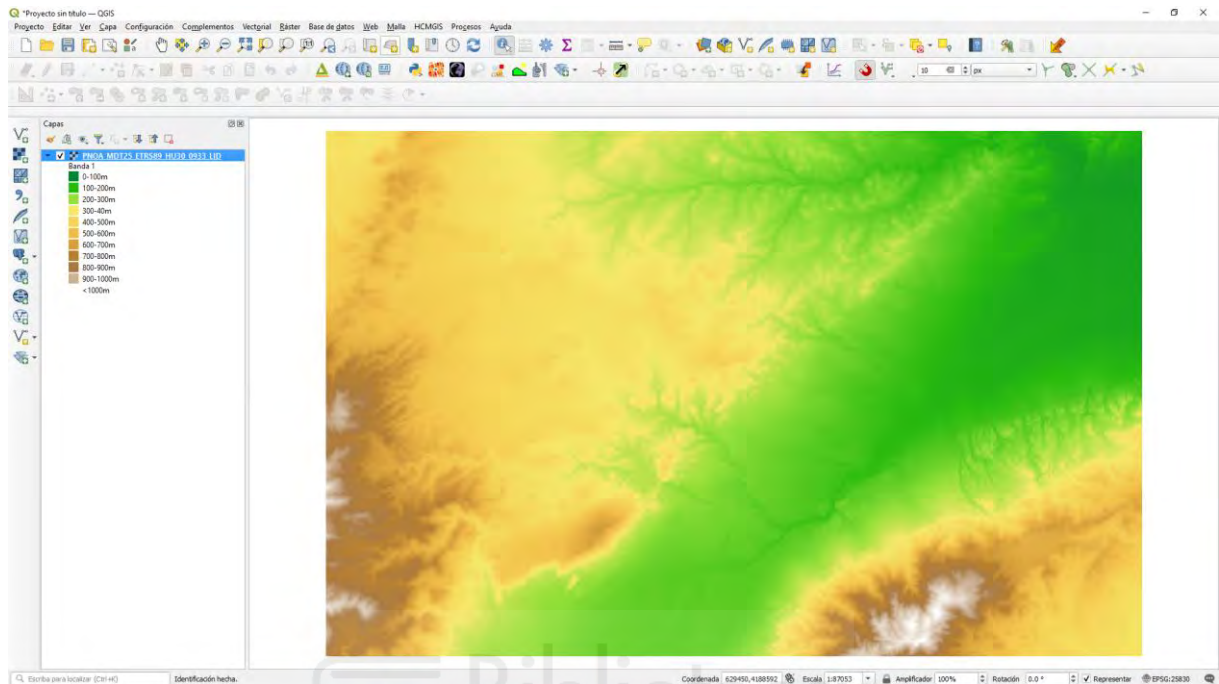 *Proyecto sin título — QGIS
Proyecto Editar Ver Capa Configuración Complementos Vectorial Ráster Base de datos Web Malla HCMGIS Procesos Ayuda
10 px
Capas
PNOA_MDT25_ETRS89_HU30_0933_LID
Banda 1
0-100m
100-200m
200-300m
300-40m
400-500m
500-600m
600-700m
700-800m
800-900m
900-1000m
<1000m
Escriba para localizar (Ctrl+K) Identificación hecha. Coordenada 629450,4188592 Escala 1:87053 Amplificador 100% Rotación 0.0 ° Representar EPSG:25830